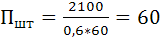 Пшт = 2100/0,6*60 = 60